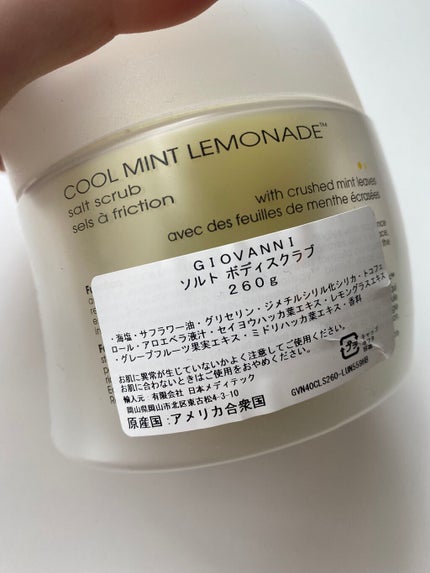 COOL MINT LEMONADE™
salt scrub
sels à friction
with crushed mint leaves
avec des feuilles de menthe écrasées
GIOVANNI
ソルト ボディスクラブ
260g
・海塩・サフラワー油・グリセリン・ジメチルシリル化シリカ・トコフェ
ロール・アロエベラ液汁・セイヨウハッカ葉エキス・レモングラスエキス
・グレープフルーツ果実エキス・ミドリハッカ葉エキス・香料
お肌に異常が生じていないかよく注意してご使用ください。
お肌に合わないときはご使用をおやめください。
輸入元:有限会社 日本メディテック
岡山県岡山市北区東古松4-3-10
原産国:アメリカ合衆国
プラ
GVN40CLS260-LUN5598B